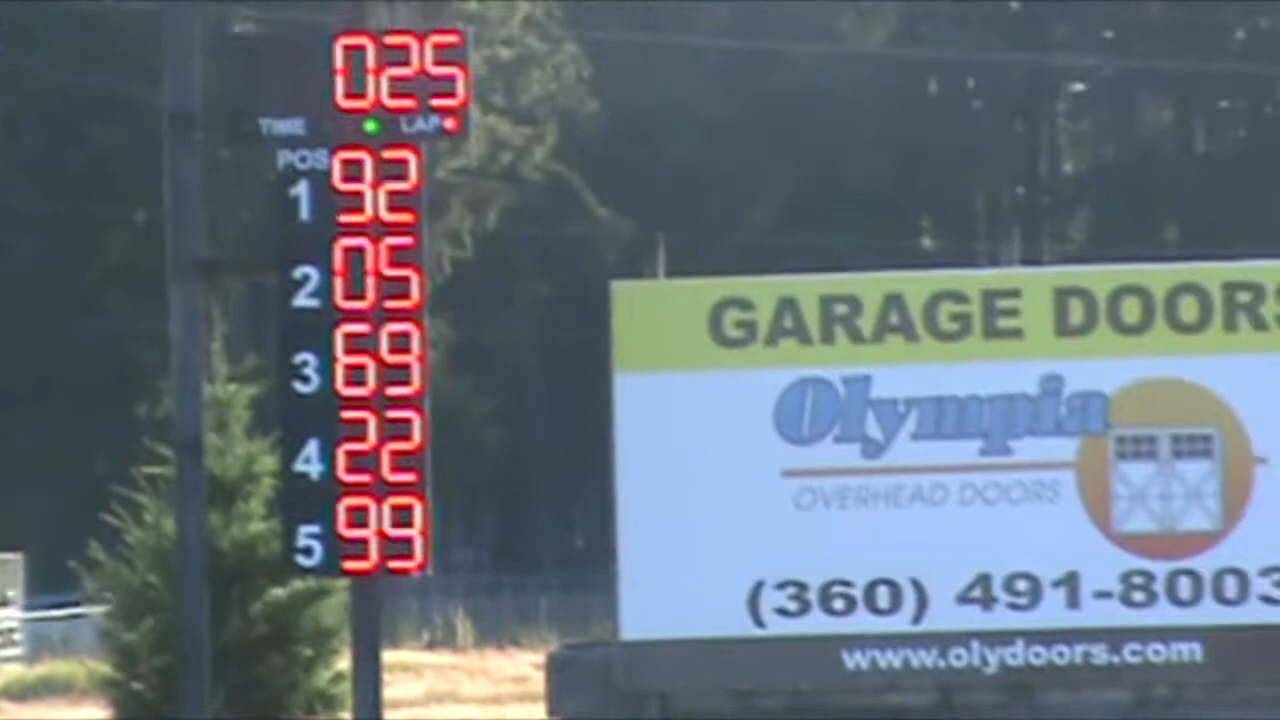 025
TIME LAP
POS
1 92
2 05
3 69
4 22
5 99
GARAGE DOORS
Olympia
OVERHEAD DOORS
(360) 491-8003
www.olydoors.com